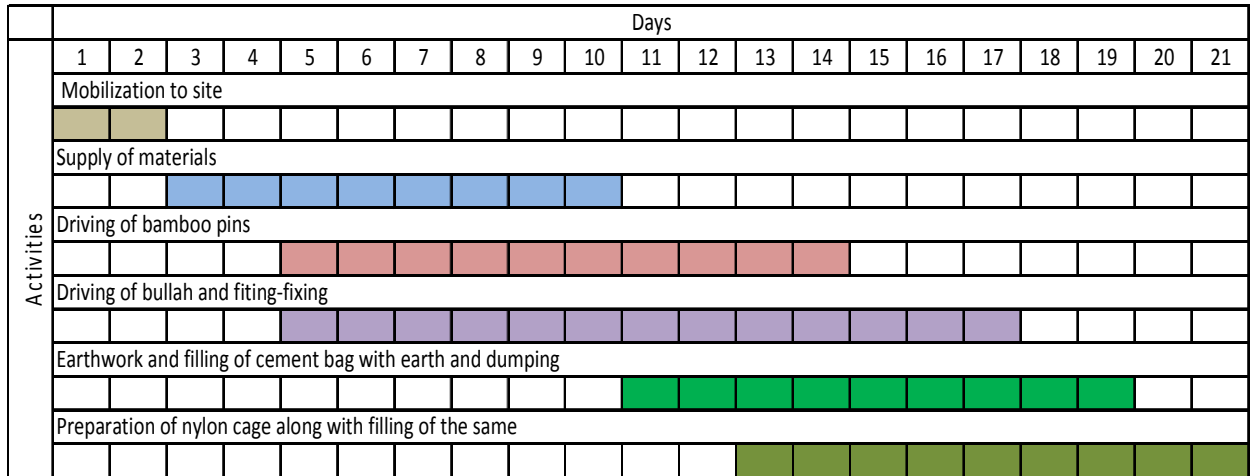 Days
1 2 3 4 5 6 7 8 9 10 11 12 13 14 15 16 17 18 19 20 21
Activities
Mobilization to site
Supply of materials
Driving of bamboo pins
Driving of bullah and fiting-fixing
Earthwork and filling of cement bag with earth and dumping
Preparation of nylon cage along with filling of the same